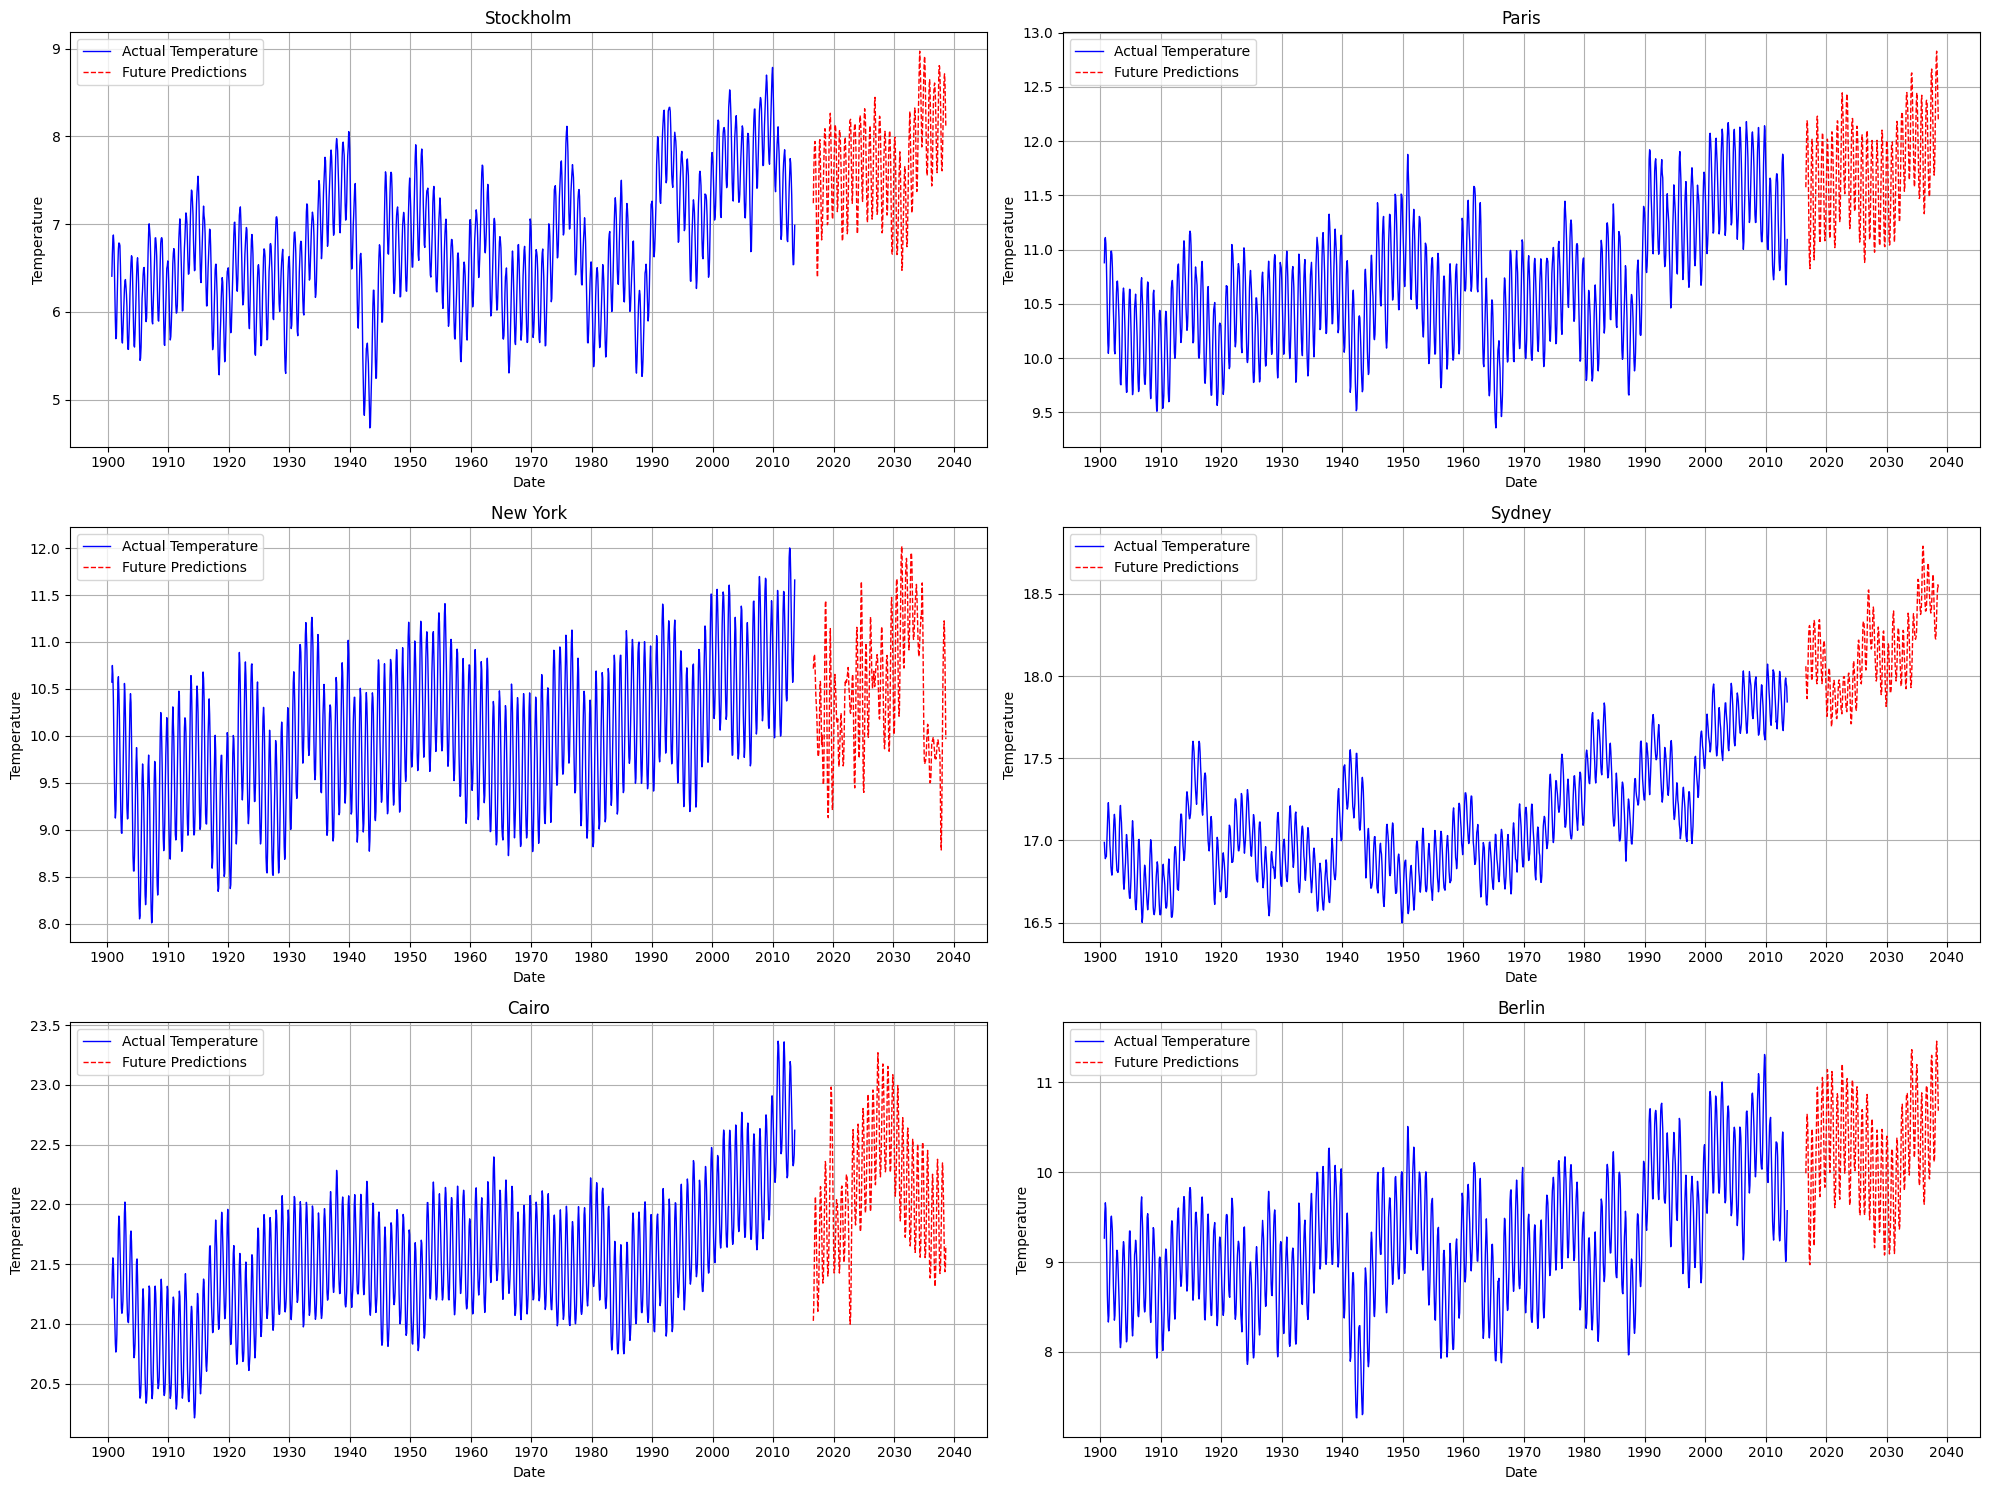 Stockholm
Actual Temperature
Future Predictions
Temperature
9
8
7
6
5
1900 1910 1920 1930 1940 1950 1960 1970 1980 1990 2000 2010 2020 2030 2040
Date
Paris
Actual Temperature
Future Predictions
Temperature
13.0
12.5
12.0
11.5
11.0
10.5
10.0
9.5
1900 1910 1920 1930 1940 1950 1960 1970 1980 1990 2000 2010 2020 2030 2040
Date
New York
Actual Temperature
Future Predictions
Temperature
12.0
11.5
11.0
10.5
10.0
9.5
9.0
8.5
8.0
1900 1910 1920 1930 1940 1950 1960 1970 1980 1990 2000 2010 2020 2030 2040
Date
Sydney
Actual Temperature
Future Predictions
Temperature
18.5
18.0
17.5
17.0
16.5
1900 1910 1920 1930 1940 1950 1960 1970 1980 1990 2000 2010 2020 2030 2040
Date
Cairo
Actual Temperature
Future Predictions
Temperature
23.5
23.0
22.5
22.0
21.5
21.0
20.5
1900 1910 1920 1930 1940 1950 1960 1970 1980 1990 2000 2010 2020 2030 2040
Date
Berlin
Actual Temperature
Future Predictions
Temperature
11
10
9
8
1900 1910 1920 1930 1940 1950 1960 1970 1980 1990 2000 2010 2020 2030 2040
Date